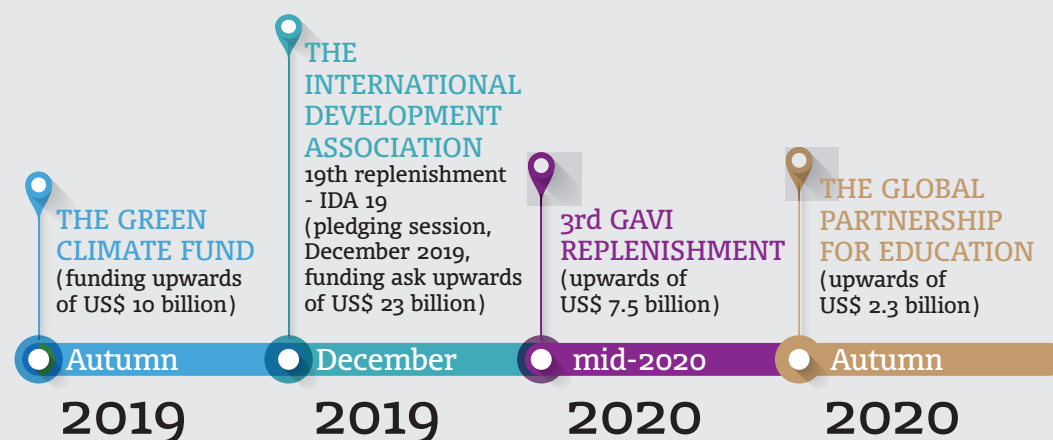 THE GREEN
CLIMATE FUND
(funding upwards
of US$ 10 billion)
Autumn
2019
THE
INTERNATIONAL
DEVELOPMENT
ASSOCIATION
19th replenishment
- IDA 19
(pledging session,
December 2019,
funding ask upwards
of US$ 23 billion)
December
2019
3rd GAVI
REPLENISHMENT
(upwards of
US$ 7.5 billion)
mid-2020
2020
THE GLOBAL
PARTNERSHIP
FOR EDUCATION
(upwards of
US$ 2.3 billion)
Autumn
2020